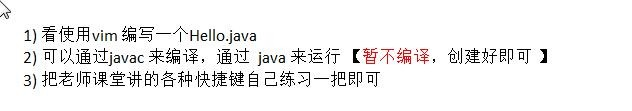 1) 看使用vim 编写一个Hello.java
2) 可以通过javac 来编译，通过 java 来运行 【暂不编译，创建好即可 】
3) 把老师课堂讲的各种快捷键自己练习一把即可